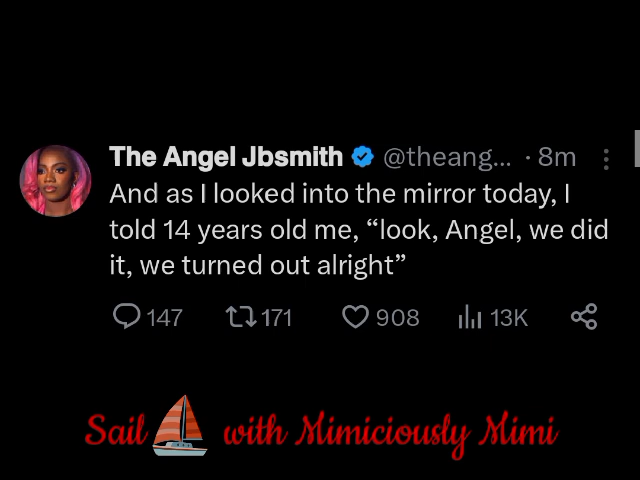 The Angel Jbsmith @theang... · 8m
And as I looked into the mirror today, I
told 14 years old me, “look, Angel, we did
it, we turned out alright”
147 171 908 13K
Sail with Mimiciously Mimi